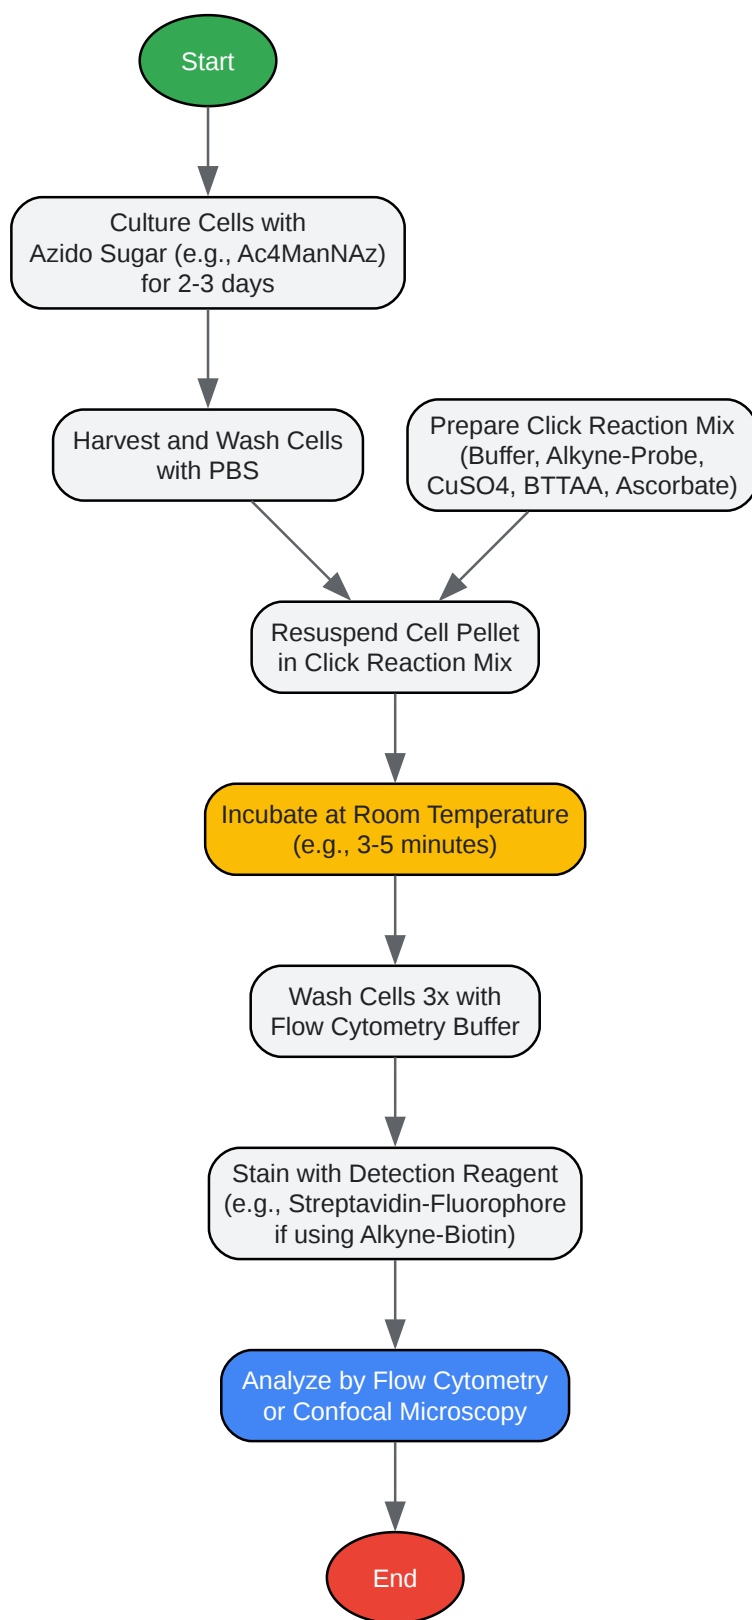 Start
Culture Cells with
Azido Sugar (e.g., Ac4ManNAz)
for 2-3 days
Harvest and Wash Cells
with PBS
Prepare Click Reaction Mix
(Buffer, Alkyne-Probe,
CuSO4, BTTAA, Ascorbate)
Resuspend Cell Pellet
in Click Reaction Mix
Incubate at Room Temperature
(e.g., 3-5 minutes)
Wash Cells 3x with
Flow Cytometry Buffer
Stain with Detection Reagent
(e.g., Streptavidin-Fluorophore
if using Alkyne-Biotin)
Analyze by Flow Cytometry
or Confocal Microscopy
End